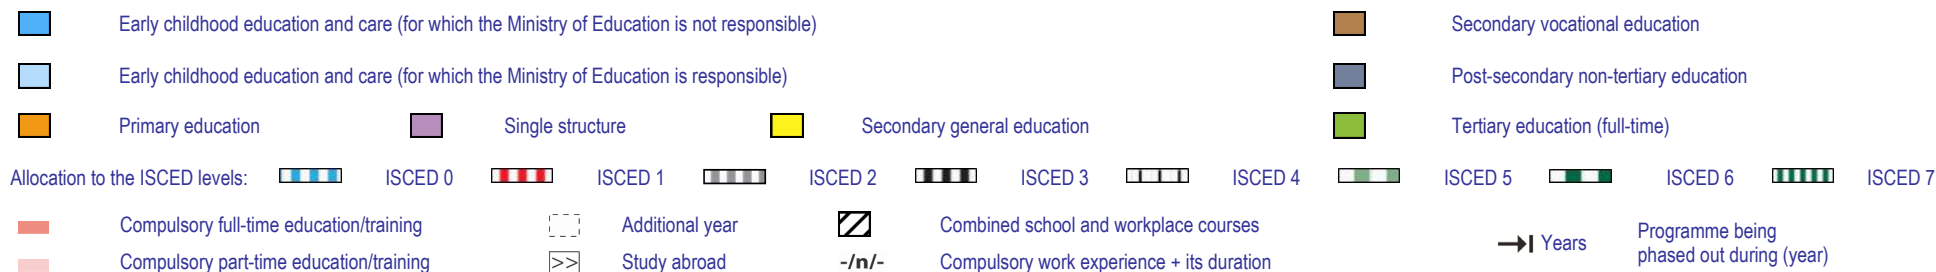 Early childhood education and care (for which the Ministry of Education is not responsible)
Secondary vocational education
Early childhood education and care (for which the Ministry of Education is responsible)
Post-secondary non-tertiary education
Primary education
Single structure
Secondary general education
Tertiary education (full-time)
Allocation to the ISCED levels:
ISCED 0
ISCED 1
ISCED 2
ISCED 3
ISCED 4
ISCED 5
ISCED 6
ISCED 7
Compulsory full-time education/training
Additional year
Combined school and workplace courses
Years
Programme being
phased out during (year)
Compulsory part-time education/training
>>
Study abroad
-/n/-
Compulsory work experience + its duration